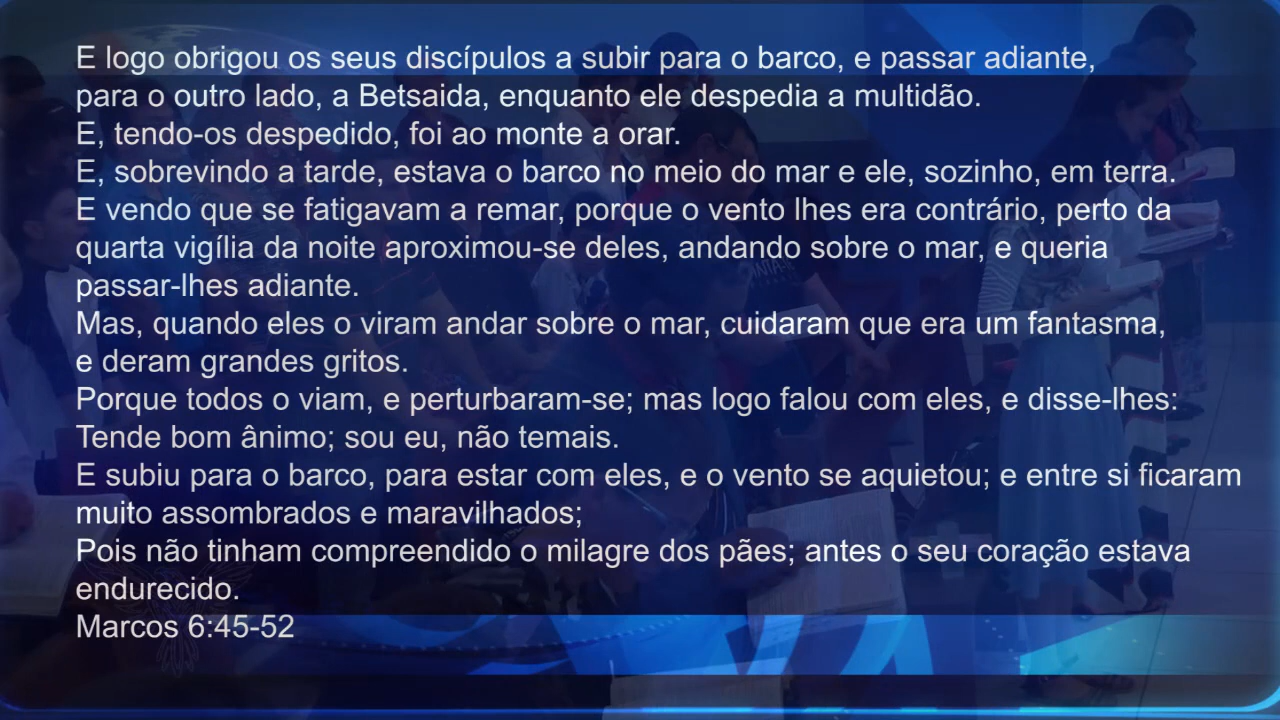 E logo obrigou os seus discípulos a subir para o barco, e passar adiante,
para o outro lado, a Betsaida, enquanto ele despedia a multidão.
E, tendo-os despedido, foi ao monte a orar.
E, sobrevindo a tarde, estava o barco no meio do mar e ele, sozinho, em terra.
E vendo que se fatigavam a remar, porque o vento lhes era contrário, perto da
quarta vigília da noite aproximou-se deles, andando sobre o mar, e queria
passar-lhes adiante.
Mas, quando eles o viram andar sobre o mar, cuidaram que era um fantasma,
e deram grandes gritos.
Porque todos o viam, e perturbaram-se; mas logo falou com eles, e disse-lhes:
Tende bom ânimo; sou eu, não temais.
E subiu para o barco, para estar com eles, e o vento se aquietou; e entre si ficaram
muito assombrados e maravilhados;
Pois não tinham compreendido o milagre dos pães; antes o seu coração estava
endurecido.
Marcos 6:45-52